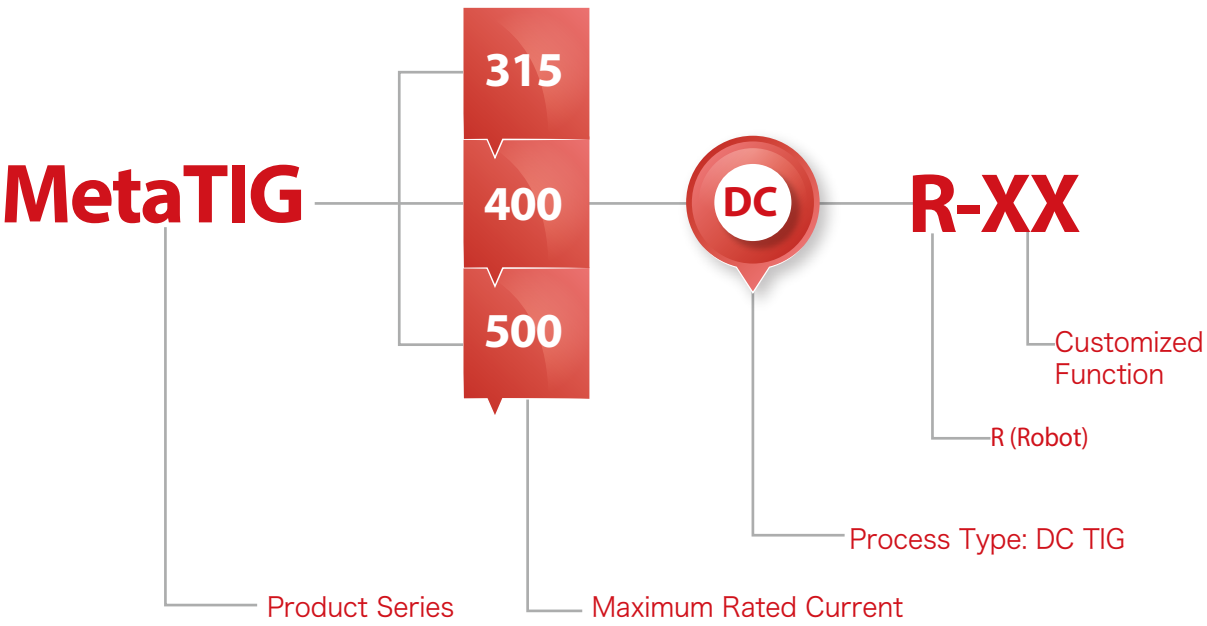 315
MetaTIG
400
DC
R-XX
500
Customized
Function
R (Robot)
Process Type: DC TIG
Product Series
Maximum Rated Current